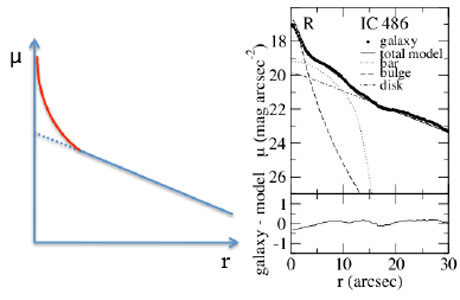 μ
r
R
IC 486
galaxy
total model
bar
bulge
disk
16
18
20
22
24
26
μ (mag arcsec⁻²)
galaxy - model
1
0
-1
0
10
20
30
r (arcsec)